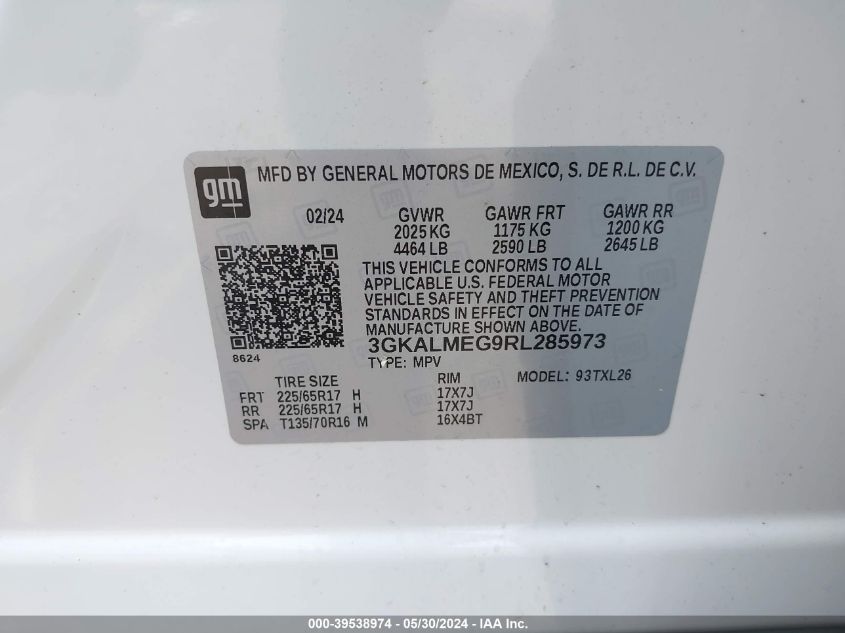 gm
MFD BY GENERAL MOTORS DE MEXICO, S. DE R.L. DE C.V.
02/24 GVWR GAWR FRT GAWR RR
2025 KG 1175 KG 1200 KG
4464 LB 2590 LB 2645 LB
THIS VEHICLE CONFORMS TO ALL
APPLICABLE U.S. FEDERAL MOTOR
VEHICLE SAFETY AND THEFT PREVENTION
STANDARDS IN EFFECT ON THE DATE OF
MANUFACTURE SHOWN ABOVE.
3GKALMEG9RL285973
8624
TYPE: MPV
TIRE SIZE RIM MODEL: 93TXL26
FRT 225/65R17 H 17X7J
RR 225/65R17 H 17X7J
SPA T135/70R16 M 16X4BT
000-39538974 — 05/30/2024 — IAA Inc.